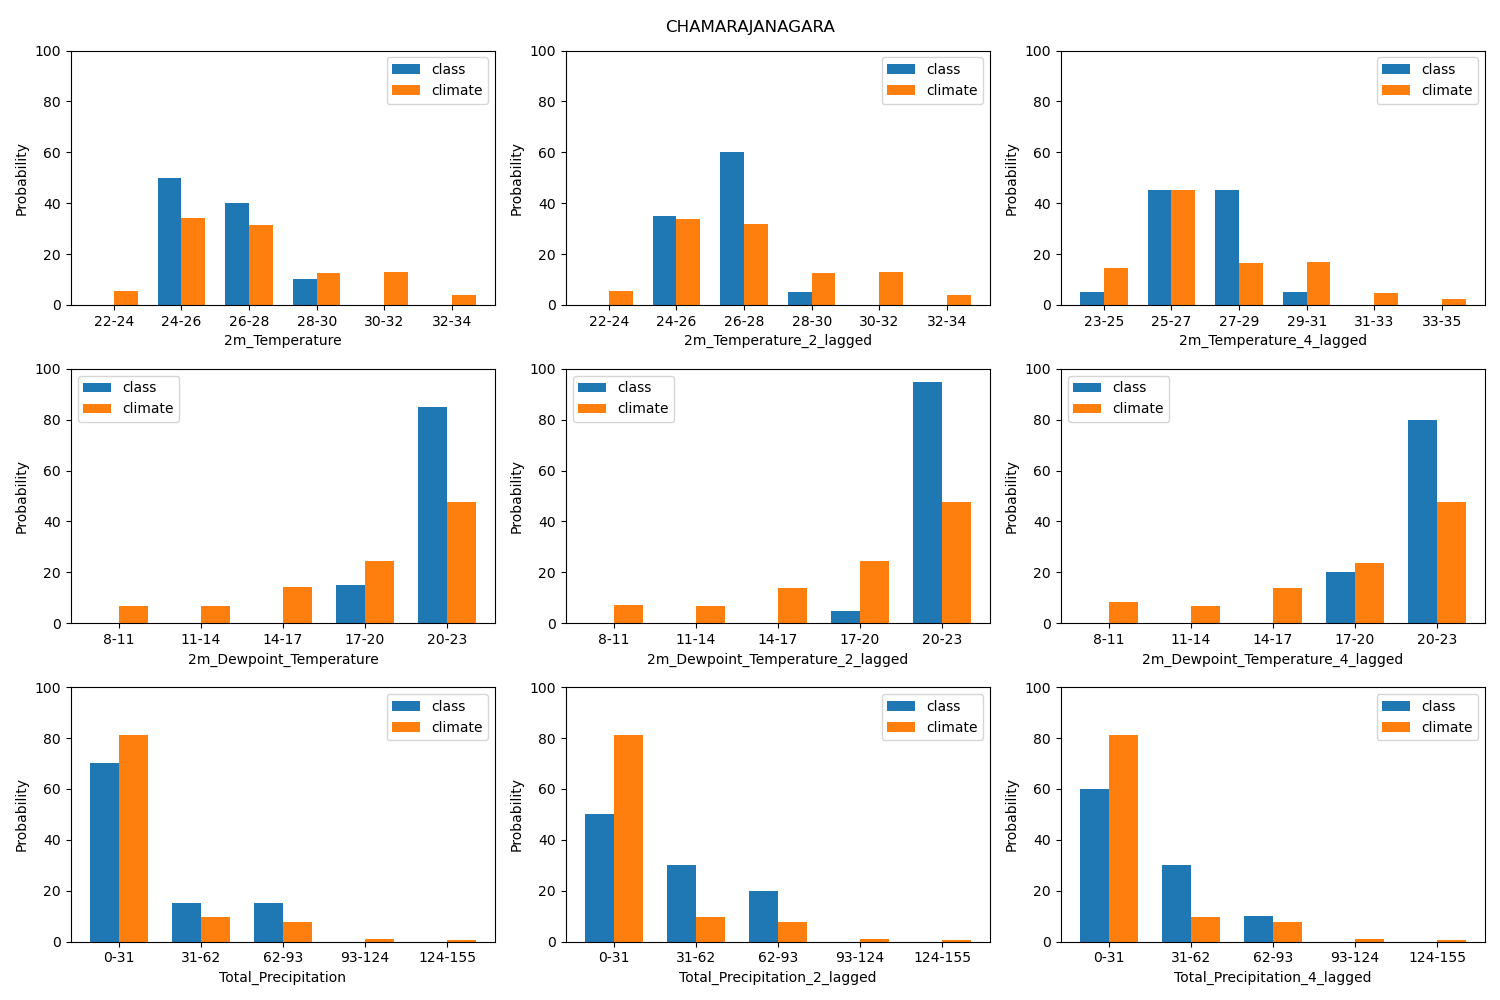 CHAMARAJANAGARA
100
80
60
40
20
0
Probability
class
climate
22-24 24-26 26-28 28-30 30-32 32-34
2m_Temperature
100
80
60
40
20
0
Probability
class
climate
22-24 24-26 26-28 28-30 30-32 32-34
2m_Temperature_2_lagged
100
80
60
40
20
0
Probability
class
climate
23-25 25-27 27-29 29-31 31-33 33-35
2m_Temperature_4_lagged
100
80
60
40
20
0
Probability
class
climate
8-11 11-14 14-17 17-20 20-23
2m_Dewpoint_Temperature
100
80
60
40
20
0
Probability
class
climate
8-11 11-14 14-17 17-20 20-23
2m_Dewpoint_Temperature_2_lagged
100
80
60
40
20
0
Probability
class
climate
8-11 11-14 14-17 17-20 20-23
2m_Dewpoint_Temperature_4_lagged
100
80
60
40
20
0
Probability
class
climate
0-31 31-62 62-93 93-124 124-155
Total_Precipitation
100
80
60
40
20
0
Probability
class
climate
0-31 31-62 62-93 93-124 124-155
Total_Precipitation_2_lagged
100
80
60
40
20
0
Probability
class
climate
0-31 31-62 62-93 93-124 124-155
Total_Precipitation_4_lagged